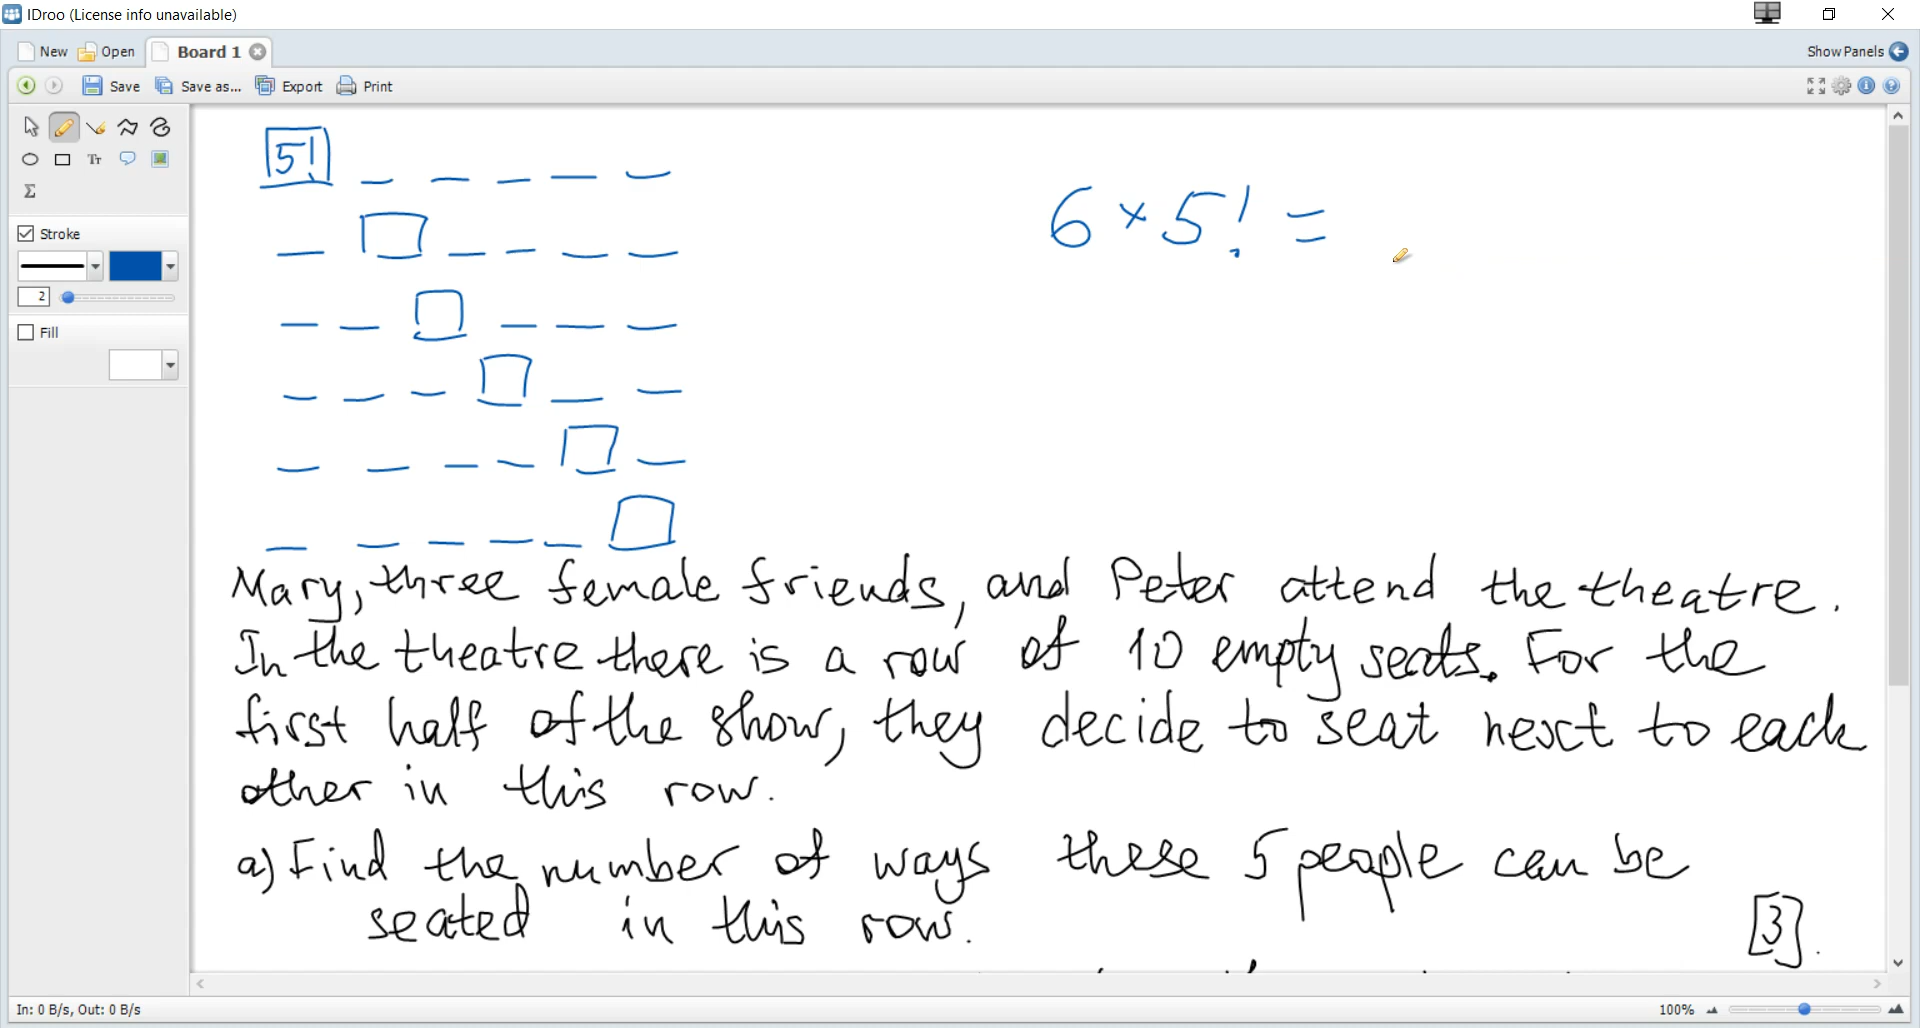 IDroo (License info unavailable)
New Open Board 1 Show Panels
Save Save as... Export Print
Tt
Σ
Stroke
2
Fill
5!
6 × 5! =
Mary, three female friends, and Peter attend the theatre.
In the theatre there is a row of 10 empty seats. For the
first half of the show, they decide to seat next to each
other in this row.
a) Find the number of ways these 5 people can be
seated in this row. [3].
In: 0 B/s, Out: 0 B/s 100%